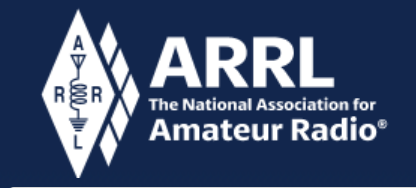 A
R R
L
ARRL
The National Association for
Amateur Radio®